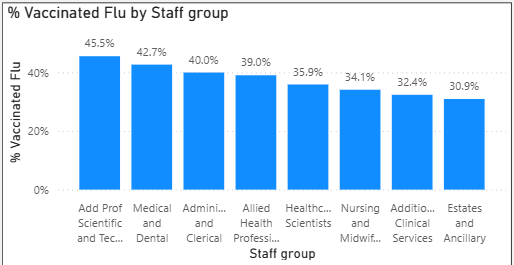 % Vaccinated Flu by Staff group
45.5%
42.7%
40.0%
39.0%
35.9%
34.1%
32.4%
30.9%
% Vaccinated Flu
40%
20%
0%
Add Prof
Scientific
and Tec...
Medical
and
Dental
Admini...
and
Clerical
Allied
Health
Professi...
Healthc...
Scientists
Nursing
and
Midwif...
Additio...
Clinical
Services
Estates
and
Ancillary
Staff group